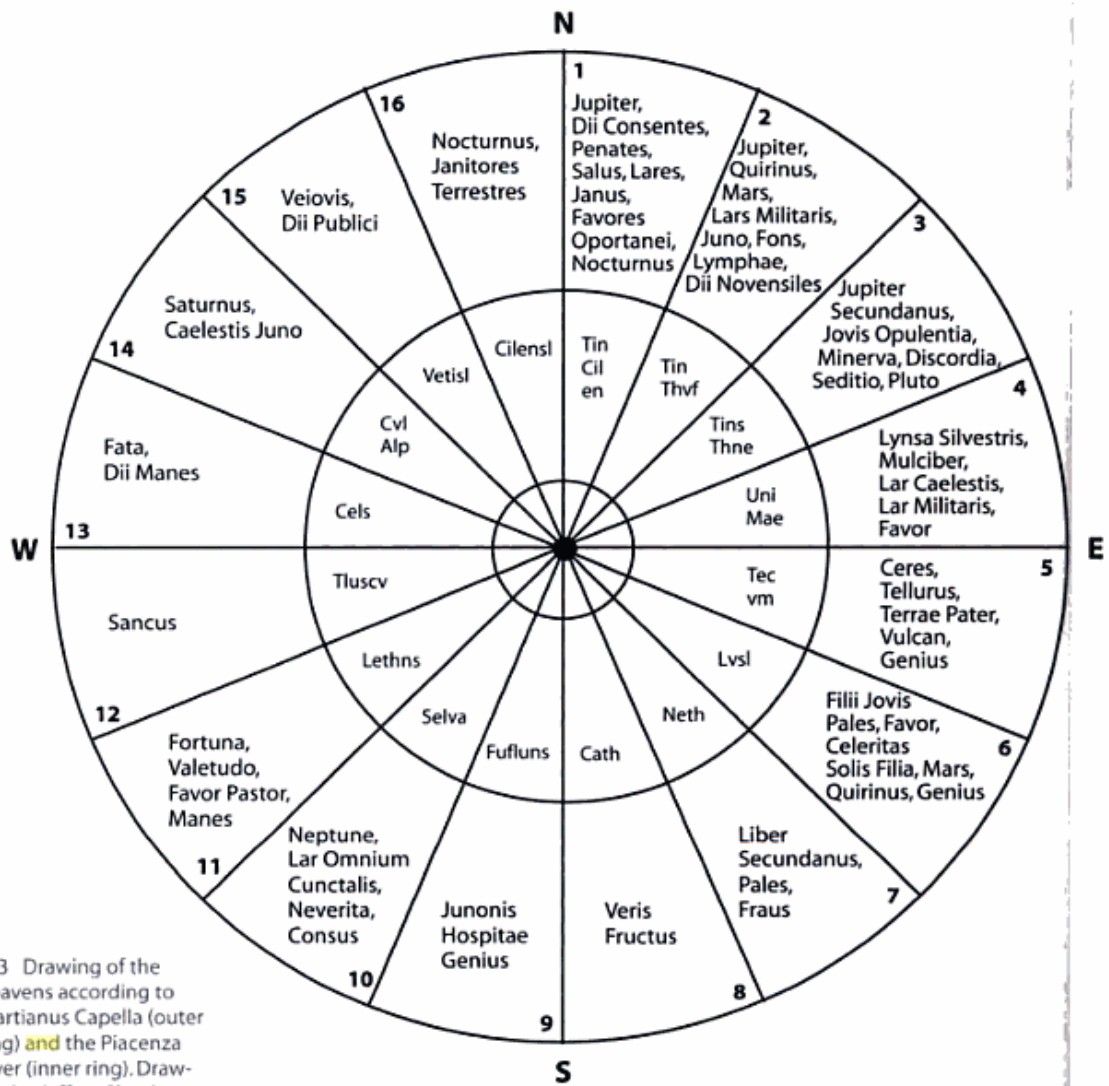 N
1
Jupiter,
Dii Consentes,
Penates,
Salus, Lares,
Janus,
Favores
Oportanei,
Nocturnus
2
Jupiter,
Quirinus,
Mars,
Lars Militaris,
Juno, Fons,
Lymphae,
Dii Novensiles
3
Jupiter
Secundanus,
Jovis Opulentia,
Minerva, Discordia,
Seditio, Pluto
4
Lynsa Silvestris,
Mulciber,
Lar Caelestis,
Lar Militaris,
Favor
E
5
Ceres,
Tellurus,
Terrae Pater,
Vulcan,
Genius
6
Filii Jovis
Pales, Favor,
Celeritas
Solis Filia, Mars,
Quirinus, Genius
7
Liber
Secundanus,
Pales,
Fraus
8
Veris
Fructus
S
9
Junonis
Hospitae
Genius
10
Neptune,
Lar Omnium
Cunctalis,
Neverita,
Consus
11
Fortuna,
Valetudo,
Favor Pastor,
Manes
12
Sancus
W
13
Fata,
Dii Manes
14
Saturnus,
Caelestis Juno
15
Veiovis,
Dii Publici
16
Nocturnus,
Janitores
Terrestres
Tin
Cil
en
Tin
Thvf
Tins
Thne
Uni
Mae
Tec
vm
Lvsl
Neth
Cath
Fufluns
Selva
Lethns
Tluscv
Cels
Cvl
Alp
Vetisl
Cilensl
3 Drawing of the
avens according to
artianus Capella (outer
g) and the Piacenza
er (inner ring). Draw-